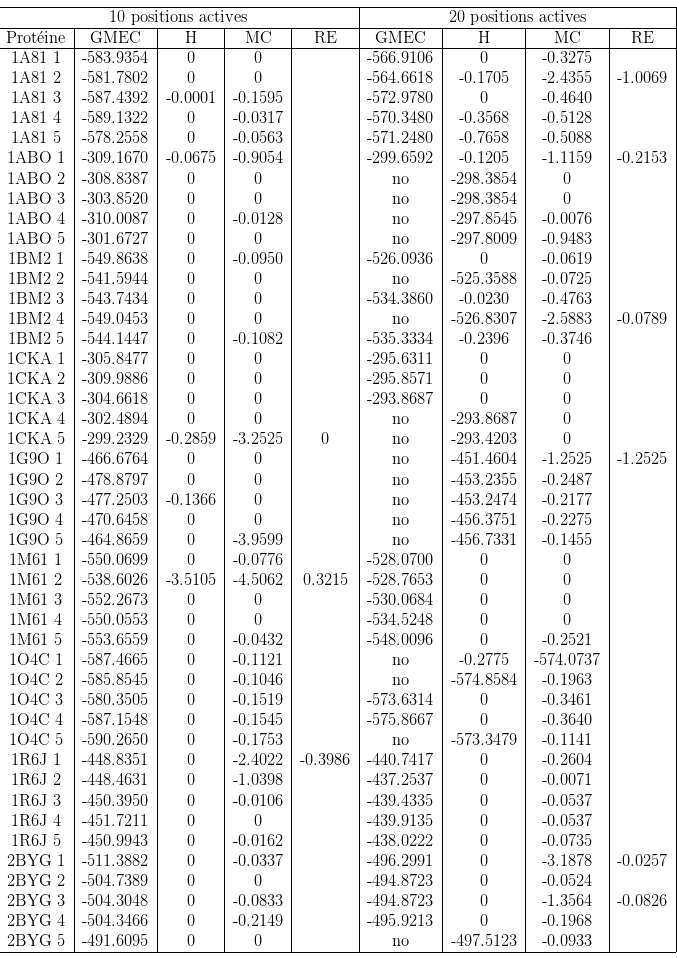 10 positions actives 20 positions actives
Protéine GMEC H MC RE GMEC H MC RE
1A81 1 -583.9354 0 0 -566.9106 0 -0.3275
1A81 2 -581.7802 0 0 -564.6618 -0.1705 -2.4355 -1.0069
1A81 3 -587.4392 -0.0001 -0.1595 -572.9780 0 -0.4640
1A81 4 -589.1322 0 -0.0317 -570.3480 -0.3568 -0.5128
1A81 5 -578.2558 0 -0.0563 -571.2480 -0.7658 -0.5088
1ABO 1 -309.1670 -0.0675 -0.9054 -299.6592 -0.1205 -1.1159 -0.2153
1ABO 2 -308.8387 0 0 no -298.3854 0
1ABO 3 -303.8520 0 0 no -298.3854 0
1ABO 4 -310.0087 0 -0.0128 no -297.8545 -0.0076
1ABO 5 -301.6727 0 0 no -297.8009 -0.9483
1BM2 1 -549.8638 0 -0.0950 -526.0936 0 -0.0619
1BM2 2 -541.5944 0 0 no -525.3588 -0.0725
1BM2 3 -543.7434 0 0 -534.3860 -0.0230 -0.4763
1BM2 4 -549.0453 0 0 no -526.8307 -2.5883 -0.0789
1BM2 5 -544.1447 0 -0.1082 -535.3334 -0.2396 -0.3746
1CKA 1 -305.8477 0 0 -295.6311 0 0
1CKA 2 -309.9886 0 0 -295.8571 0 0
1CKA 3 -304.6618 0 0 -293.8687 0 0
1CKA 4 -302.4894 0 0 no -293.8687 0
1CKA 5 -299.2329 -0.2859 -3.2525 0 no -293.4203 0
1G9O 1 -466.6764 0 0 no -451.4604 -1.2525 -1.2525
1G9O 2 -478.8797 0 0 no -453.2355 -0.2487
1G9O 3 -477.2503 -0.1366 0 no -453.2474 -0.2177
1G9O 4 -470.6458 0 0 no -456.3751 -0.2275
1G9O 5 -464.8659 0 -3.9599 no -456.7331 -0.1455
1M61 1 -550.0699 0 -0.0776 -528.0700 0 0
1M61 2 -538.6026 -3.5105 -4.5062 0.3215 -528.7653 0 0
1M61 3 -552.2673 0 0 -530.0684 0 0
1M61 4 -550.0553 0 0 -534.5248 0 0
1M61 5 -553.6559 0 -0.0432 -548.0096 0 -0.2521
1O4C 1 -587.4665 0 -0.1121 no -0.2775 -574.0737
1O4C 2 -585.8545 0 -0.1046 no -574.8584 -0.1963
1O4C 3 -580.3505 0 -0.1519 -573.6314 0 -0.3461
1O4C 4 -587.1548 0 -0.1545 -575.8667 0 -0.3640
1O4C 5 -590.2650 0 -0.1753 no -573.3479 -0.1141
1R6J 1 -448.8351 0 -2.4022 -0.3986 -440.7417 0 -0.2604
1R6J 2 -448.4631 0 -1.0398 -437.2537 0 -0.0071
1R6J 3 -450.3950 0 -0.0106 -439.4335 0 -0.0537
1R6J 4 -451.7211 0 0 -439.9135 0 -0.0537
1R6J 5 -450.9943 0 -0.0162 -438.0222 0 -0.0735
2BYG 1 -511.3882 0 -0.0337 -496.2991 0 -3.1878 -0.0257
2BYG 2 -504.7389 0 0 -494.8723 0 -0.0524
2BYG 3 -504.3048 0 -0.0833 -494.8723 0 -1.3564 -0.0826
2BYG 4 -504.3466 0 -0.2149 -495.9213 0 -0.1968
2BYG 5 -491.6095 0 0 no -497.5123 -0.0933